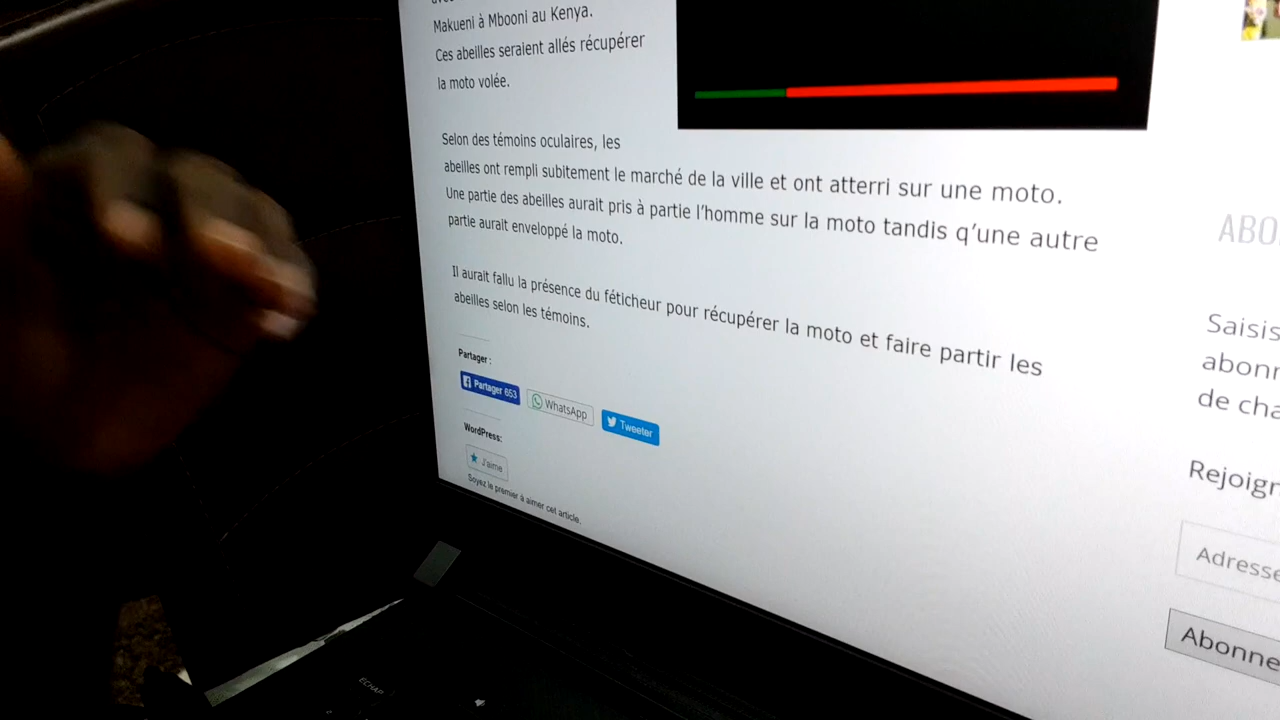 Makueni à Mbooni au Kenya.
Ces abeilles seraient allés récupérer
la moto volée.
Selon des témoins oculaires, les
abeilles ont rempli subitement le marché de la ville et ont atterri sur une moto.
Une partie des abeilles aurait pris à partie l'homme sur la moto tandis q'une autre
partie aurait enveloppé la moto.
Il aurait fallu la présence du féticheur pour récupérer la moto et faire partir les
abeilles selon les témoins.
Partager :
Partager 653
WhatsApp
Tweeter
WordPress:
J'aime
Soyez le premier à aimer cet article.
ABO
Saisis
abonn
de cha
Rejoign
Adresse
Abonne
ECHAP